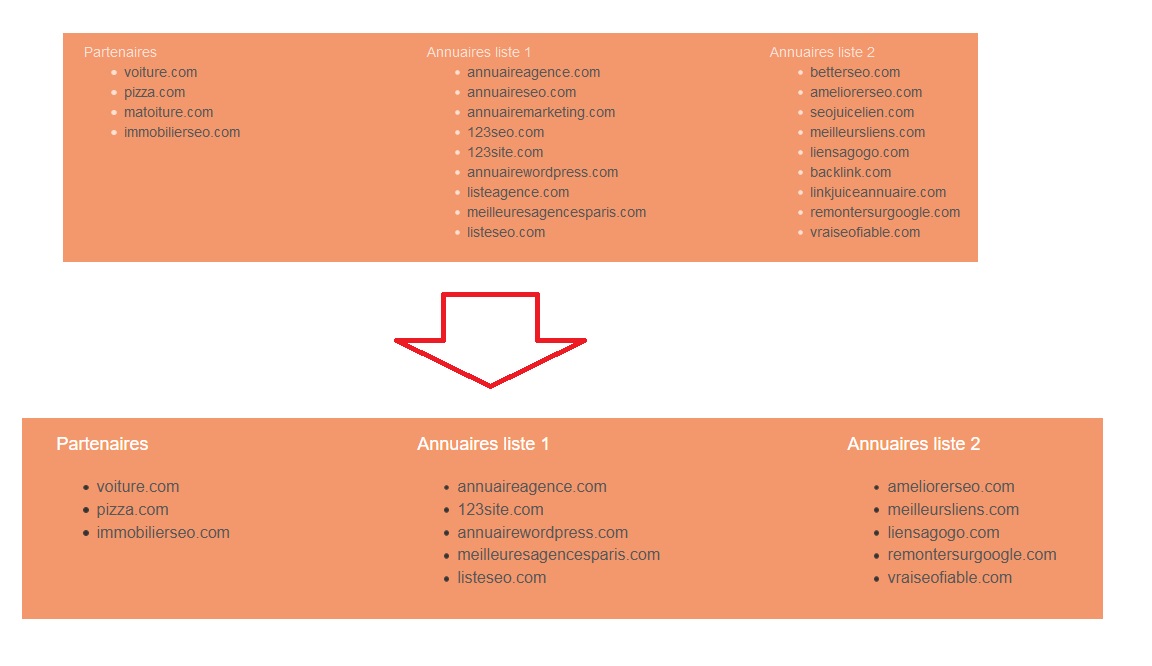 Partenaires
voiture.com
pizza.com
matoiture.com
immobilierseo.com
Annuaires liste 1
annuaireagence.com
annuaireseo.com
annuairemarketing.com
123seo.com
123site.com
annuairewordpress.com
listeagence.com
meilleuresagencesparis.com
listeseo.com
Annuaires liste 2
betterseo.com
ameliorerseo.com
seojuicelien.com
meilleursliens.com
liensagogo.com
backlink.com
linkjuiceannuaire.com
remontersurgoogle.com
vraiseofiable.com
Partenaires
voiture.com
pizza.com
immobilierseo.com
Annuaires liste 1
annuaireagence.com
123site.com
annuairewordpress.com
meilleuresagencesparis.com
listeseo.com
Annuaires liste 2
ameliorerseo.com
meilleursliens.com
liensagogo.com
remontersurgoogle.com
vraiseofiable.com